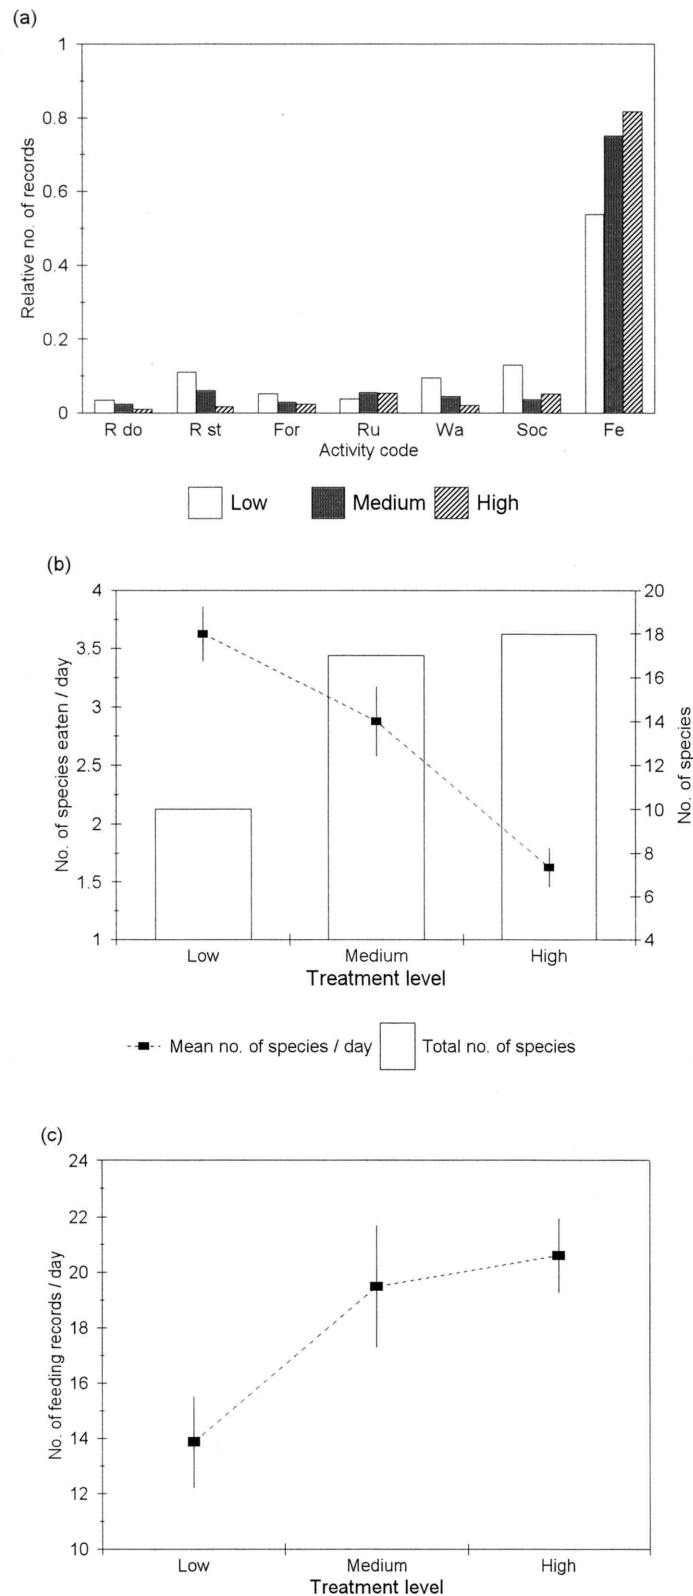 (a)
1
0.8
0.6
0.4
0.2
0
Relative no. of records
R do R st For Ru Wa Soc Fe
Activity code
Low Medium High
(b)
4
3.5
3
2.5
2
1.5
1
No. of species eaten / day
20
18
16
14
12
10
8
6
4
No. of species
Low Medium High
Treatment level
Mean no. of species / day Total no. of species
(c)
24
22
20
18
16
14
12
10
No. of feeding records / day
Low Medium High
Treatment level